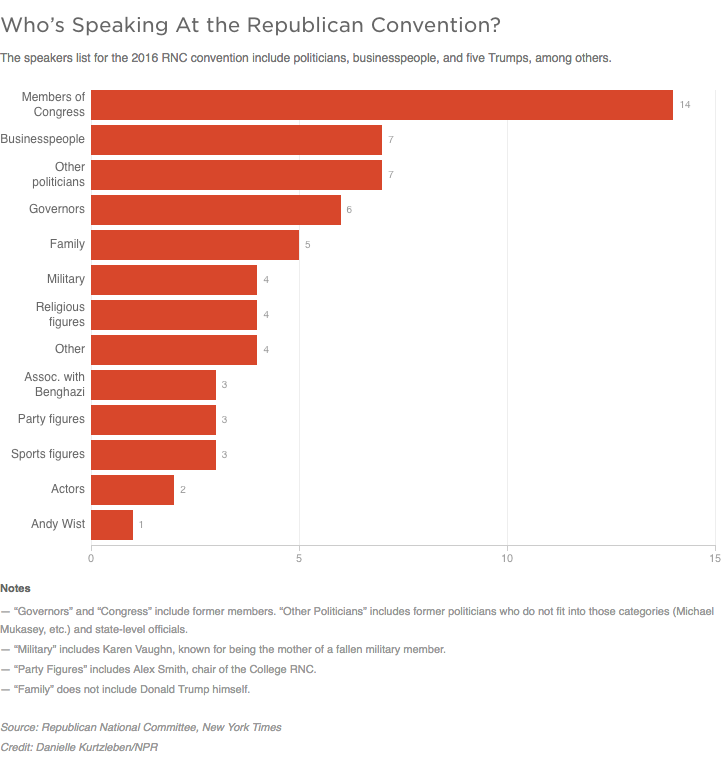 Who's Speaking At the Republican Convention?
The speakers list for the 2016 RNC convention include politicians, businesspeople, and five Trumps, among others.
Members of
Congress
14
Businesspeople
7
Other
politicians
7
Governors
6
Family
5
Military
4
Religious
figures
4
Other
4
Assoc. with
Benghazi
3
Party figures
3
Sports figures
3
Actors
2
Andy Wist
1
0 5 10 15
Notes
— “Governors” and “Congress” include former members. “Other Politicians” includes former politicians who do not fit into those categories (Michael
Mukasey, etc.) and state-level officials.
— “Military” includes Karen Vaughn, known for being the mother of a fallen military member.
— “Party Figures” includes Alex Smith, chair of the College RNC.
— “Family” does not include Donald Trump himself.
Source: Republican National Committee, New York Times
Credit: Danielle Kurtzleben/NPR